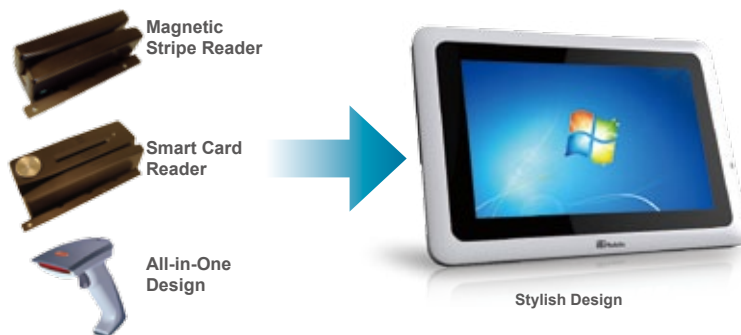 Magnetic
Stripe Reader
Smart Card
Reader
All-in-One
Design
Stylish Design